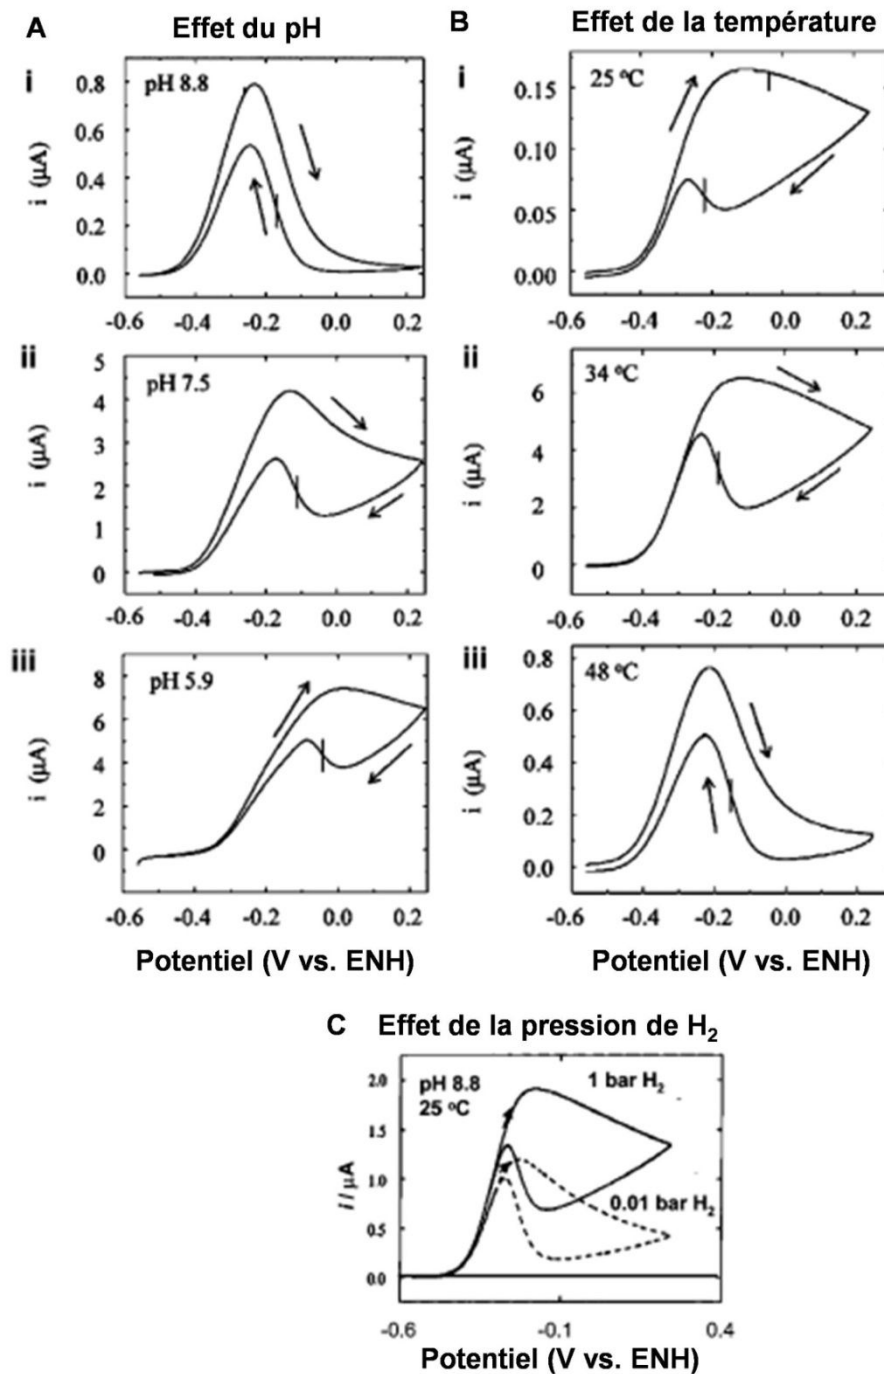 A Effet du pH
i
pH 8.8
0.8
0.6
0.4
0.2
0.0
i (µA)
-0.6 -0.4 -0.2 0.0 0.2
ii
pH 7.5
5
4
3
2
1
0
i (µA)
-0.6 -0.4 -0.2 0.0 0.2
iii
pH 5.9
8
6
4
2
0
i (µA)
-0.6 -0.4 -0.2 0.0 0.2
Potentiel (V vs. ENH)
B Effet de la température
i
25 ºC
0.15
0.10
0.05
0.00
i (µA)
-0.6 -0.4 -0.2 0.0 0.2
ii
34 ºC
6
4
2
0
i (µA)
-0.6 -0.4 -0.2 0.0 0.2
iii
48 ºC
0.8
0.6
0.4
0.2
0.0
i (µA)
-0.6 -0.4 -0.2 0.0 0.2
Potentiel (V vs. ENH)
C Effet de la pression de H₂
pH 8.8
25 ºC
1 bar H₂
0.01 bar H₂
2.0
1.5
1.0
0.5
0.0
i/µA
-0.6 -0.1 0.4
Potentiel (V vs. ENH)